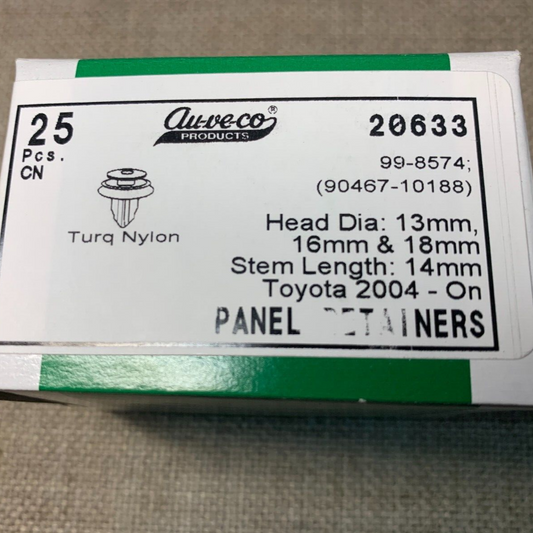 25
Pcs.
CN
Au-ve-co®
PRODUCTS
20633
99-8574;
(90467-10188)
Turq Nylon
Head Dia: 13mm,
16mm & 18mm
Stem Length: 14mm
Toyota 2004 - On
PANEL RETAINERS